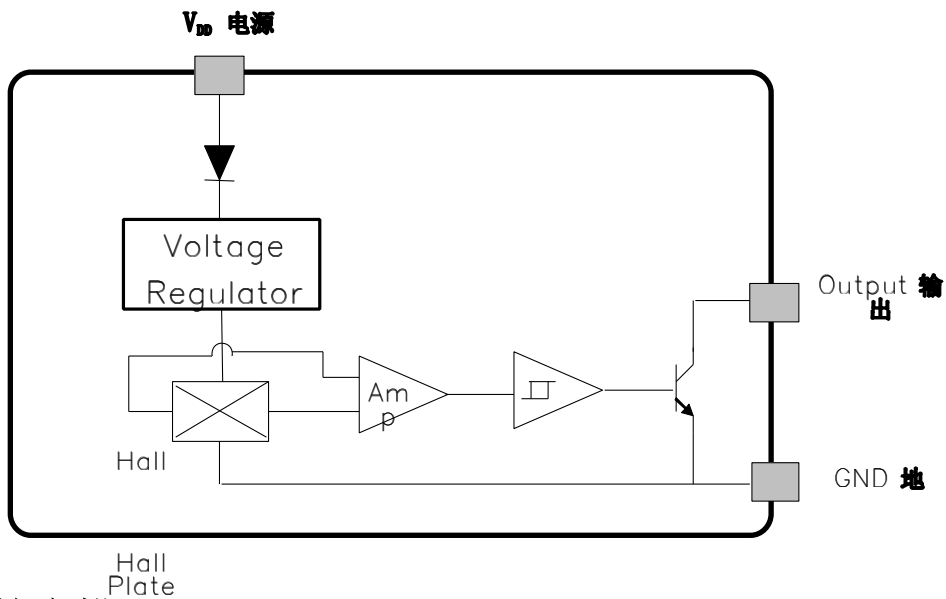 VDD 电源
Voltage
Regulator
Output 输
出
Am
p
Hall
GND 地
Hall
Plate